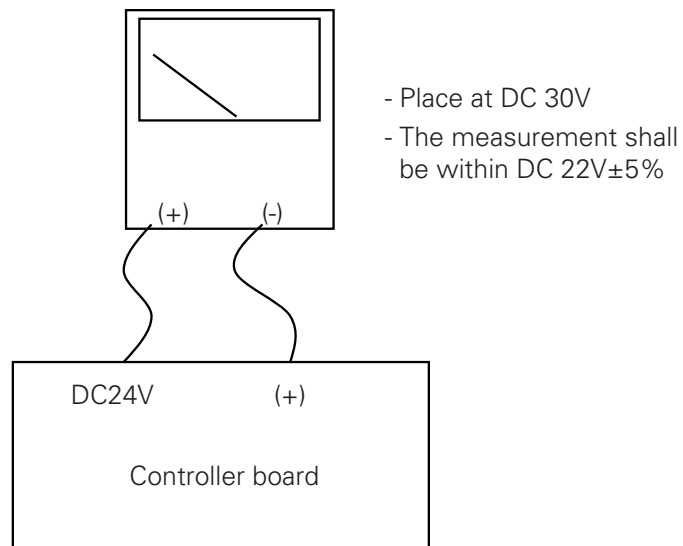 - Place at DC 30V
- The measurement shall
be within DC 22V±5%
(+) (-)
DC24V (+)
Controller board